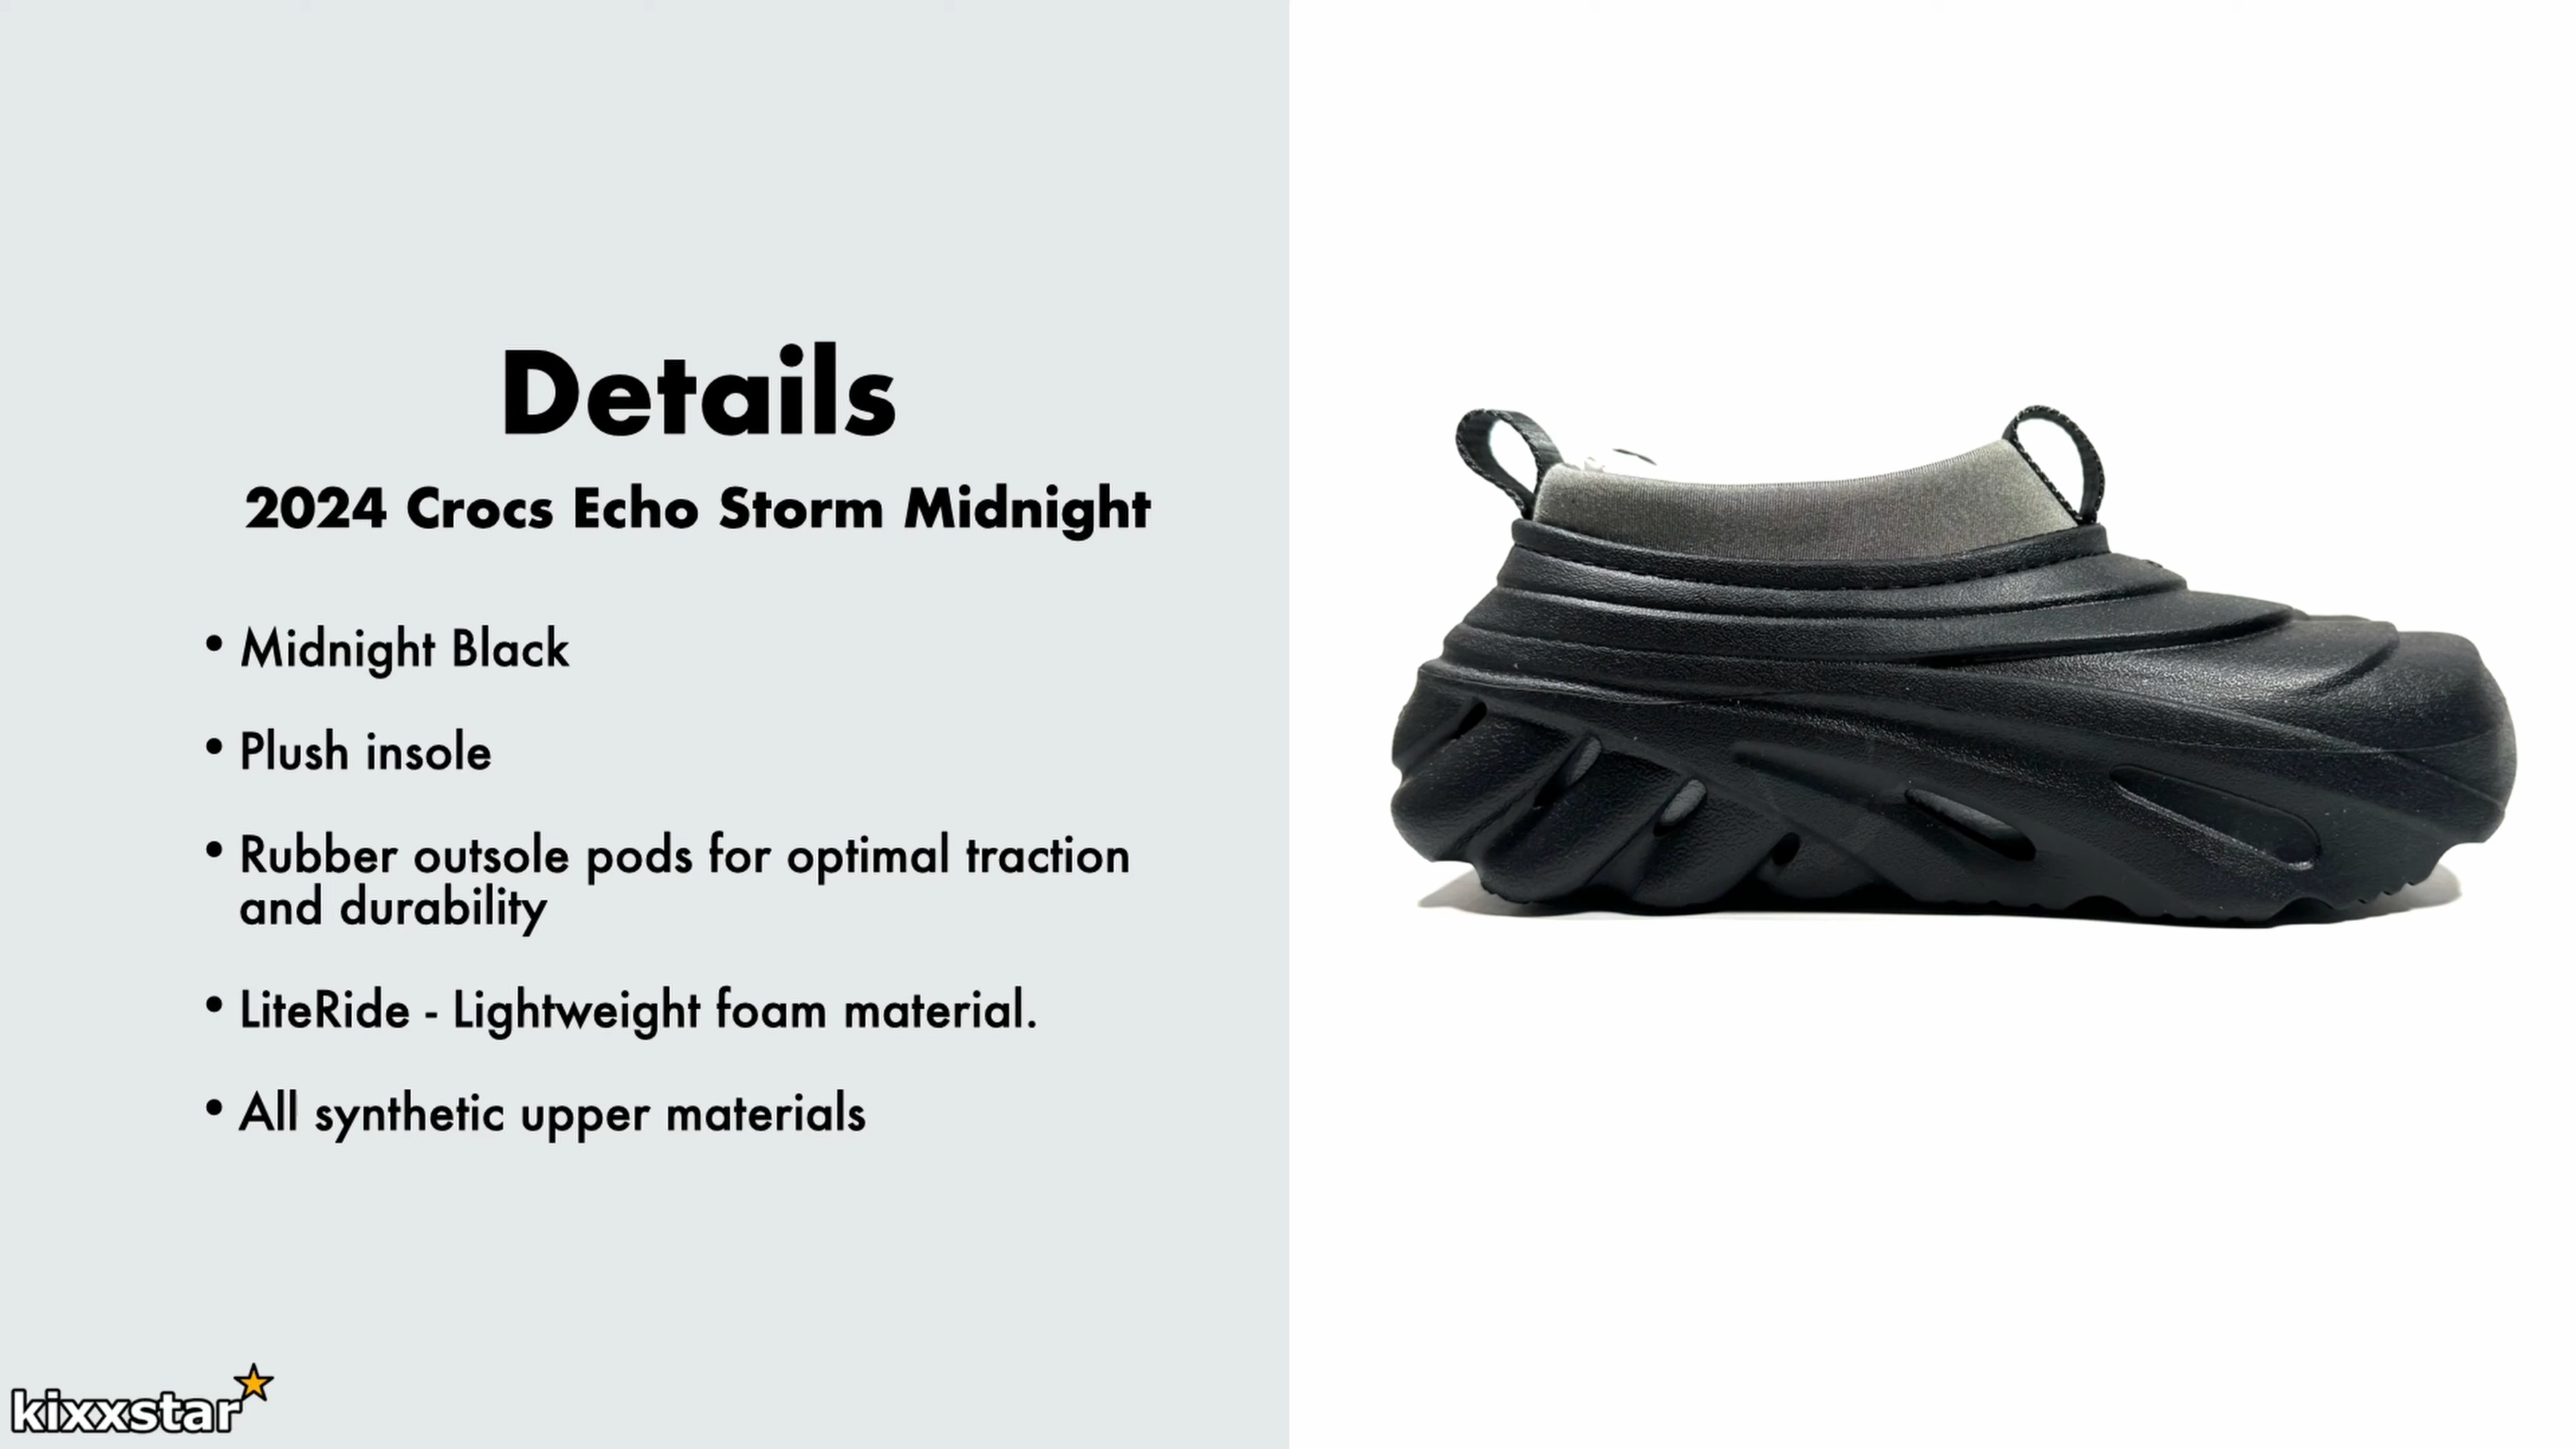 Details
2024 Crocs Echo Storm Midnight
• Midnight Black
• Plush insole
• Rubber outsole pods for optimal traction
and durability
• LiteRide - Lightweight foam material.
• All synthetic upper materials
kixxstar